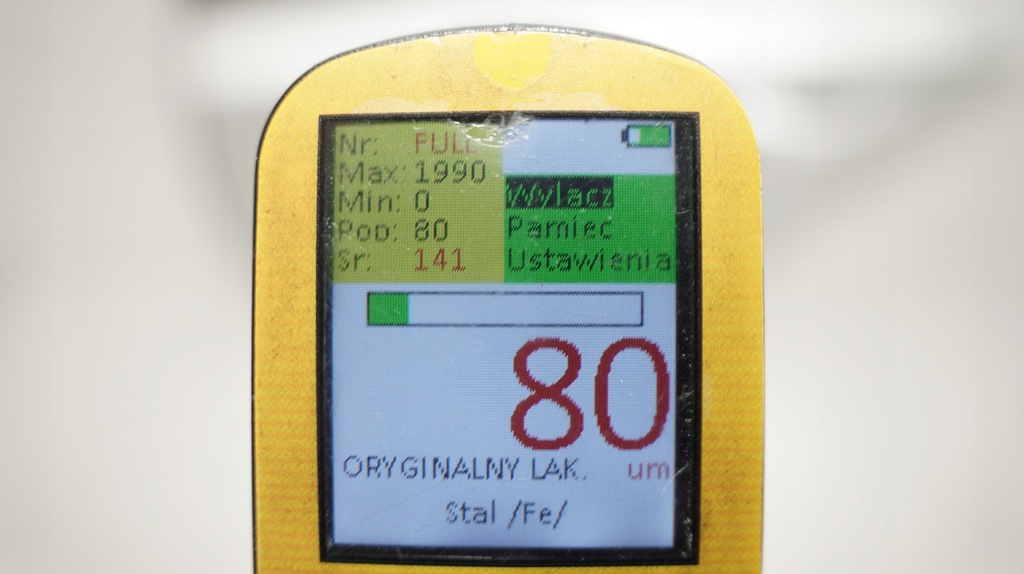 Nr: FULL
Max: 1990
Min: 0
Pop: 80
Sr: 141
Wylacz
Pamiec
Ustawienia
80
ORYGINALNY LAK. um
Stal /Fe/